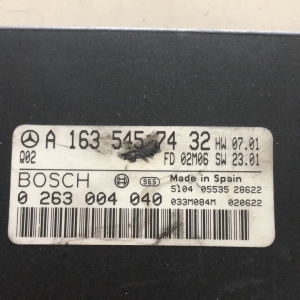 A 163 545 74 32 HW 07.01
Q02 FD 02M06 SW 23.01
BOSCH 965 Made in Spain
5104 05535 28622
0 263 004 040 033M084M 020622